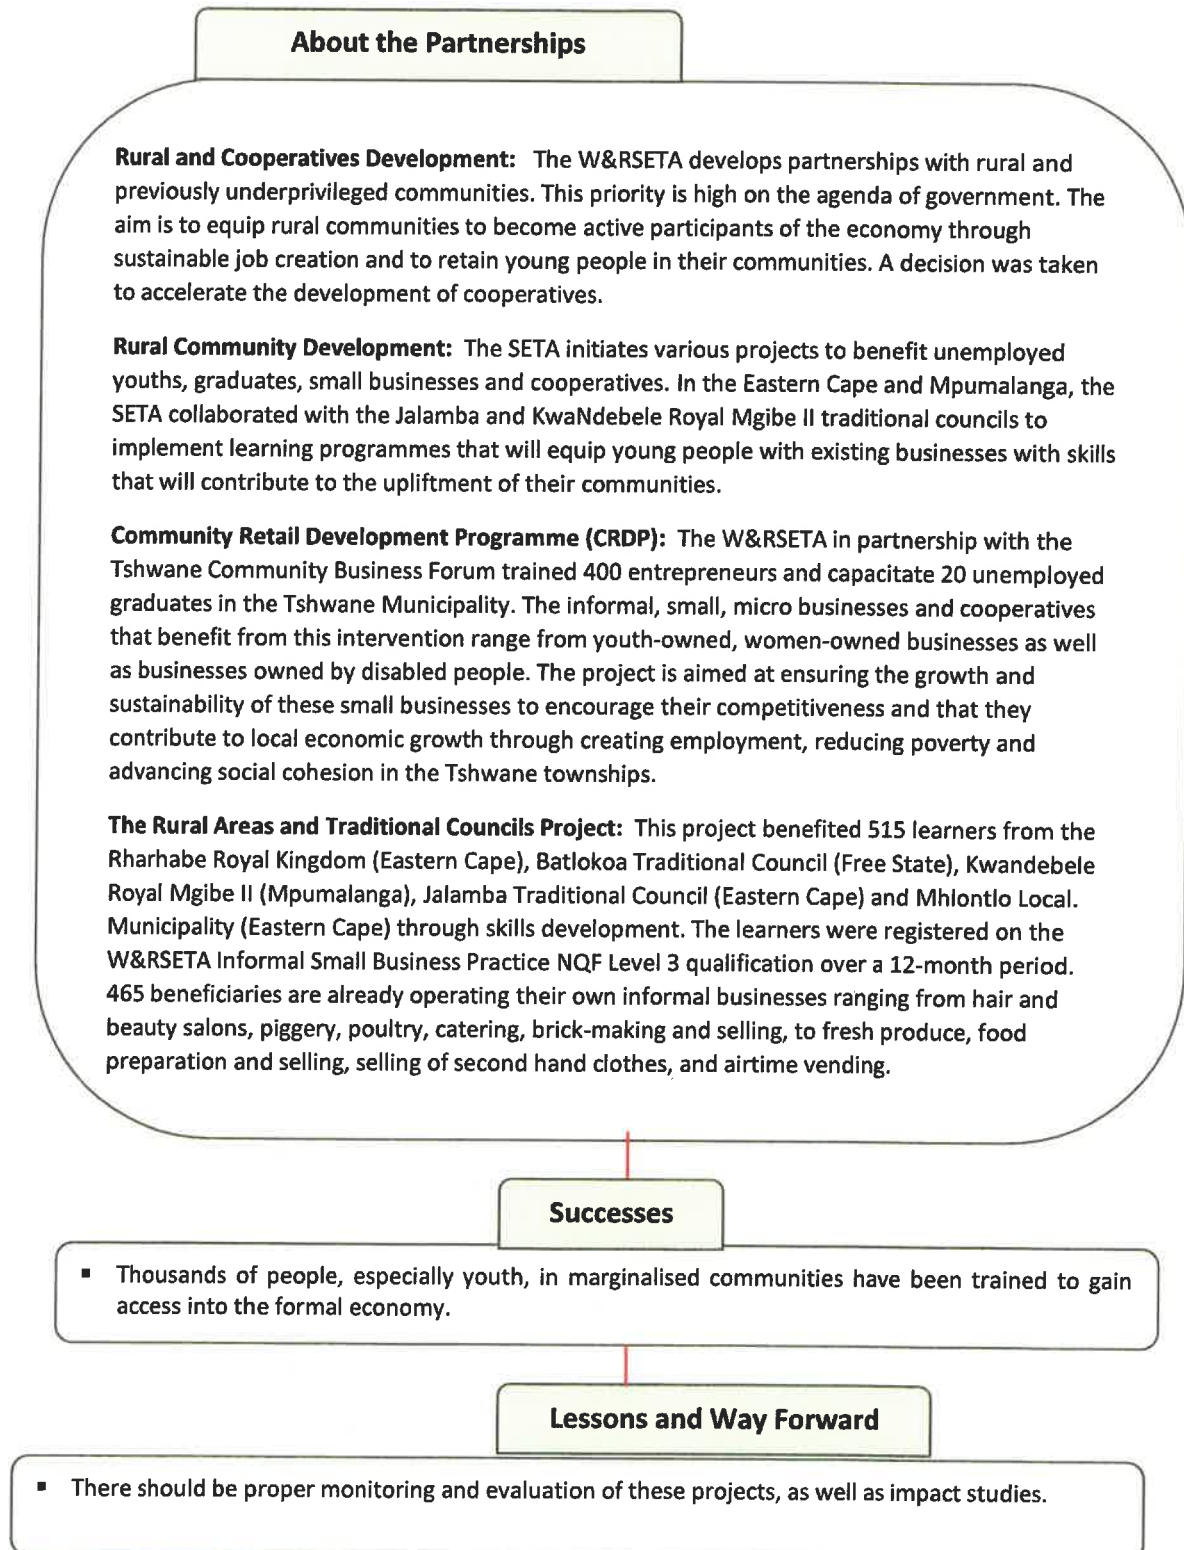 About the Partnerships
Rural and Cooperatives Development: The W&RSETA develops partnerships with rural and
previously underprivileged communities. This priority is high on the agenda of government. The
aim is to equip rural communities to become active participants of the economy through
sustainable job creation and to retain young people in their communities. A decision was taken
to accelerate the development of cooperatives.
Rural Community Development: The SETA initiates various projects to benefit unemployed
youths, graduates, small businesses and cooperatives. In the Eastern Cape and Mpumalanga, the
SETA collaborated with the Jalamba and KwaNdebele Royal Mgibe II traditional councils to
implement learning programmes that will equip young people with existing businesses with skills
that will contribute to the upliftment of their communities.
Community Retail Development Programme (CRDP): The W&RSETA in partnership with the
Tshwane Community Business Forum trained 400 entrepreneurs and capacitate 20 unemployed
graduates in the Tshwane Municipality. The informal, small, micro businesses and cooperatives
that benefit from this intervention range from youth-owned, women-owned businesses as well
as businesses owned by disabled people. The project is aimed at ensuring the growth and
sustainability of these small businesses to encourage their competitiveness and that they
contribute to local economic growth through creating employment, reducing poverty and
advancing social cohesion in the Tshwane townships.
The Rural Areas and Traditional Councils Project: This project benefited 515 learners from the
Rharhabe Royal Kingdom (Eastern Cape), Batlokoa Traditional Council (Free State), Kwandebele
Royal Mgibe II (Mpumalanga), Jalamba Traditional Council (Eastern Cape) and Mhlontlo Local.
Municipality (Eastern Cape) through skills development. The learners were registered on the
W&RSETA Informal Small Business Practice NQF Level 3 qualification over a 12-month period.
465 beneficiaries are already operating their own informal businesses ranging from hair and
beauty salons, piggery, poultry, catering, brick-making and selling, to fresh produce, food
preparation and selling, selling of second hand clothes, and airtime vending.
Successes
▪ Thousands of people, especially youth, in marginalised communities have been trained to gain
access into the formal economy.
Lessons and Way Forward
▪ There should be proper monitoring and evaluation of these projects, as well as impact studies.